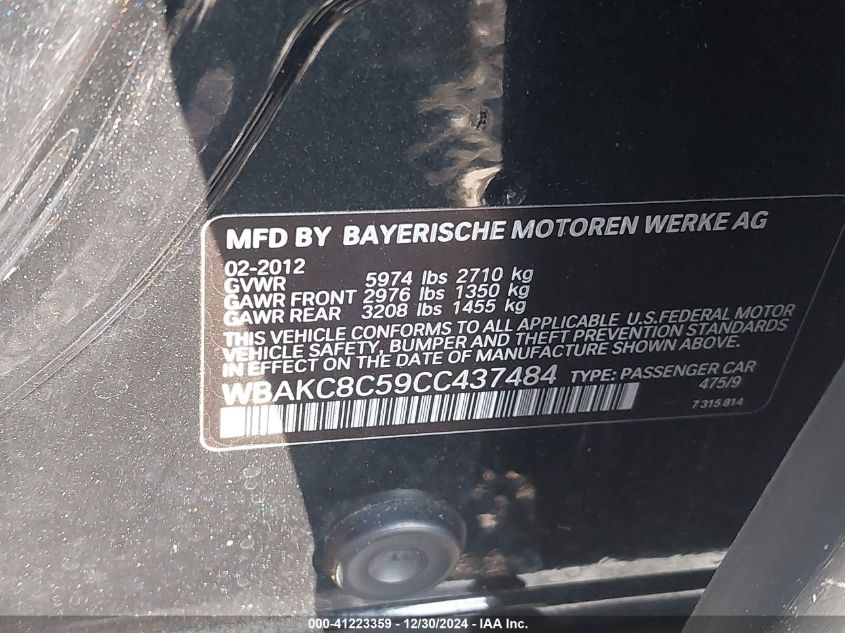 MFD BY BAYERISCHE MOTOREN WERKE AG
02-2012
GVWR 5974 lbs 2710 kg
GAWR FRONT 2976 lbs 1350 kg
GAWR REAR 3208 lbs 1455 kg
THIS VEHICLE CONFORMS TO ALL APPLICABLE U.S.FEDERAL MOTOR
VEHICLE SAFETY, BUMPER AND THEFT PREVENTION STANDARDS
IN EFFECT ON THE DATE OF MANUFACTURE SHOWN ABOVE.
WBAKC8C59CC437484 TYPE: PASSENGER CAR
475/9
7315814
000-41223359 — 12/30/2024 — IAA Inc.